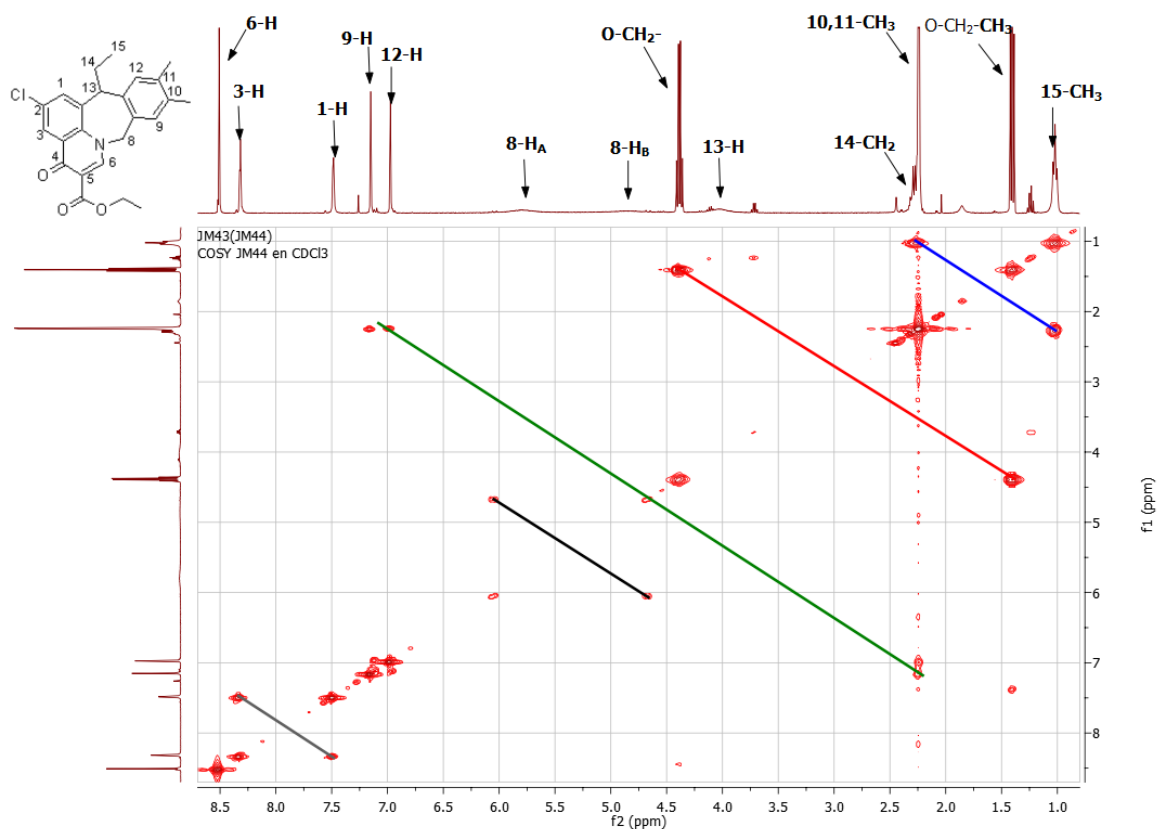 6-H
3-H
1-H
9-H
12-H
8-HA
8-HB
O-CH2-
13-H
10,11-CH3
14-CH2
O-CH2-CH3
15-CH3
15
14
12
11
13
1
10
Cl
2
9
3
8
N
4
6
O
5
O
O
JM43(JM44)
COSY JM44 en CDCl3
1
2
3
4
5
6
7
8
f1 (ppm)
8.5 8.0 7.5 7.0 6.5 6.0 5.5 5.0 4.5 4.0 3.5 3.0 2.5 2.0 1.5 1.0
f2 (ppm)